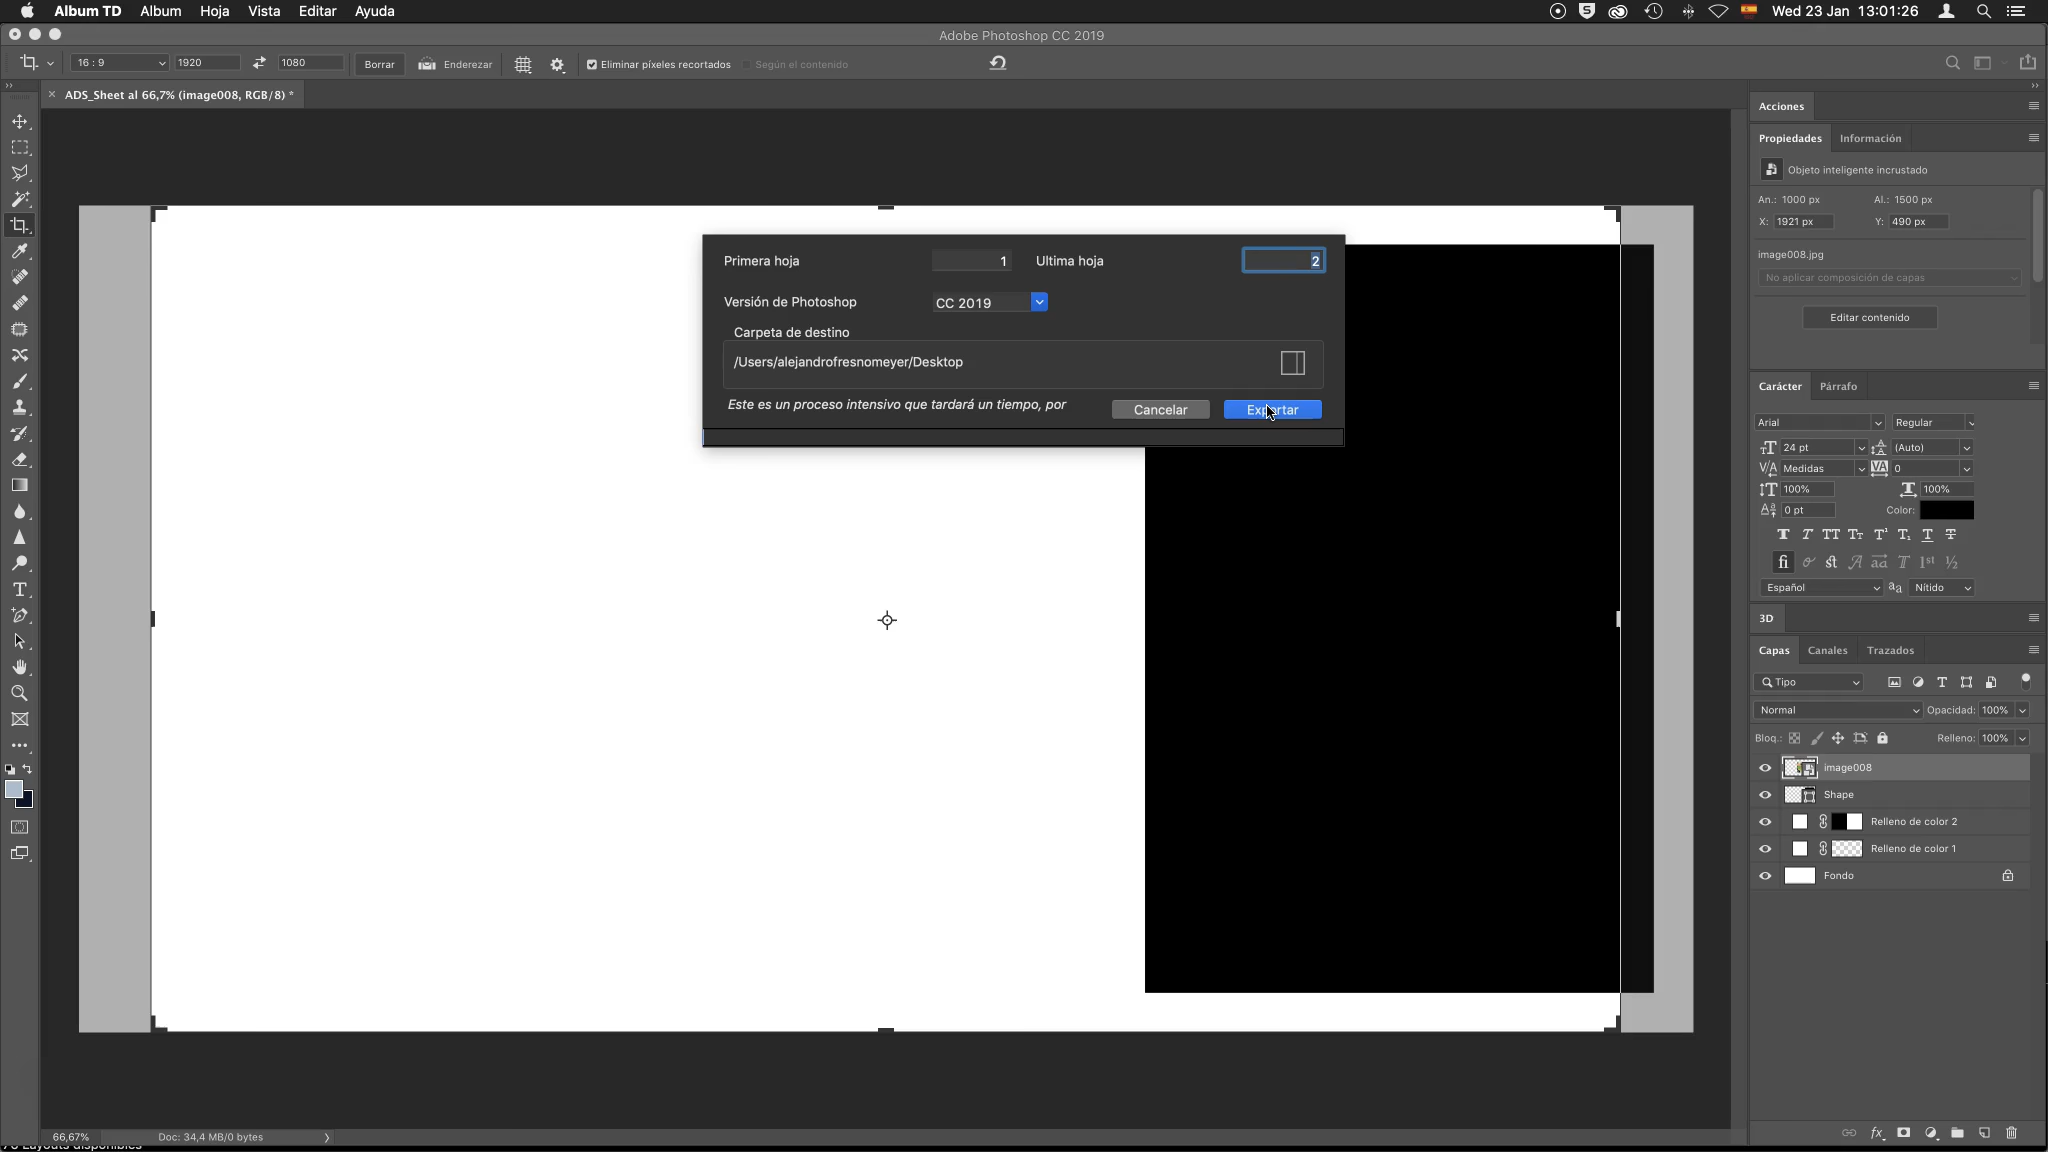 Album TD Album Hoja Vista Editar Ayuda Wed 23 Jan 13:01:26
Adobe Photoshop CC 2019
16 : 9 1920 1080 Borrar Enderezar Eliminar píxeles recortados Según el contenido
ADS_Sheet al 66,7% (image008, RGB/8) *
Primera hoja 1 Ultima hoja 2
Versión de Photoshop CC 2019
Carpeta de destino
/Users/alejandrofresnomeyer/Desktop
Este es un proceso intensivo que tardará un tiempo, por
Cancelar Exportar
Acciones
Propiedades Información
Objeto inteligente incrustado
An.: 1000 px Al.: 1500 px
X: 1921 px Y: 490 px
image008.jpg
No aplicar composición de capas
Editar contenido
Carácter Párrafo
Arial Regular
24 pt (Auto)
Medidas 0
100% 100%
0 pt Color:
Español Nítido
3D
Capas Canales Trazados
Tipo
Normal Opacidad: 100%
Bloq.: Relleno: 100%
image008
Shape
Relleno de color 2
Relleno de color 1
Fondo
66,67% Doc: 34,4 MB/0 bytes
Layouts disponibles